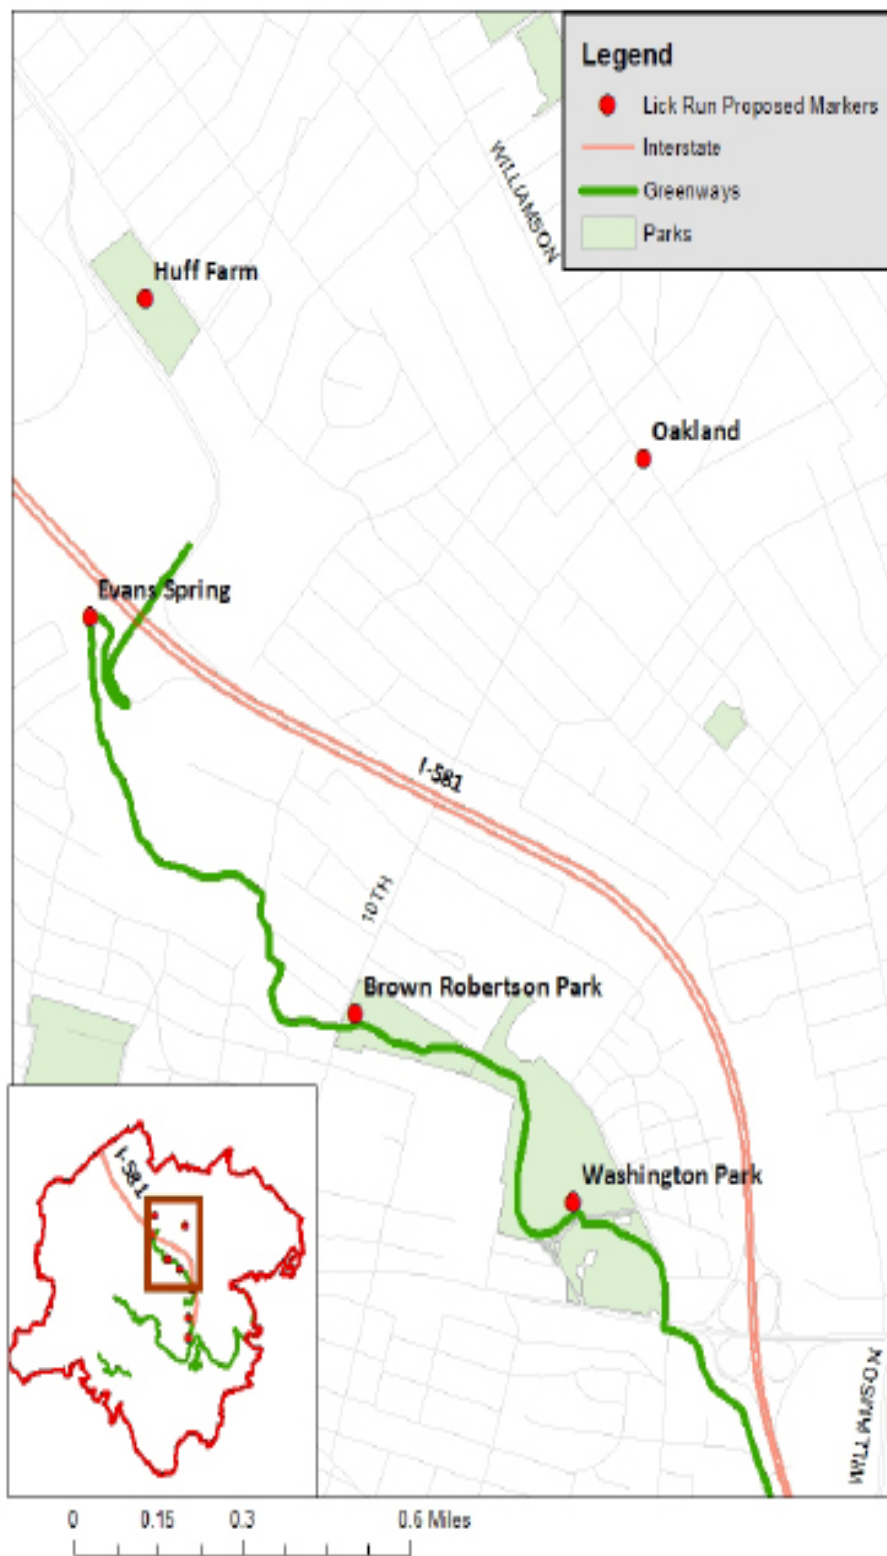 Legend
Lick Run Proposed Markers
Interstate
Greenways
Parks
WILLIAMSON
Huff Farm
Oakland
Evans Spring
I-581
10TH
Brown Robertson Park
Washington Park
I-581
WILLIAMSON
0 0.15 0.3 0.6 Miles